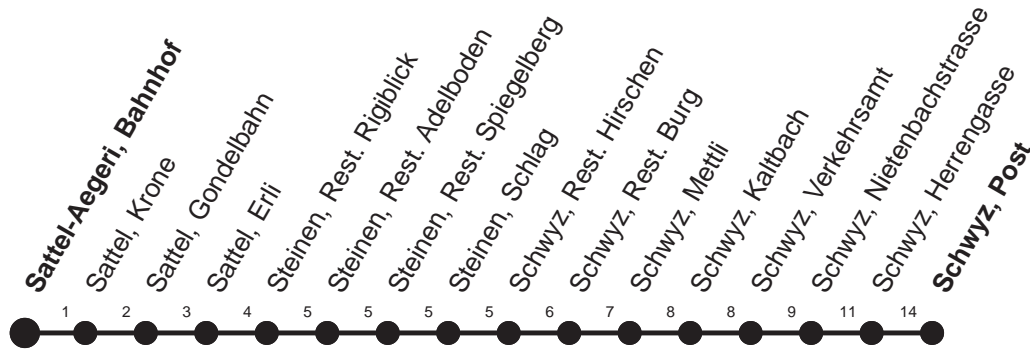 Sattel-Aegeri, Bahnhof
Sattel, Krone
Sattel, Gondelbahn
Sattel, Erli
Steinen, Rest. Rigiblick
Steinen, Rest. Adelboden
Steinen, Rest. Spiegelberg
Steinen, Schlag
Schwyz, Rest. Hirschen
Schwyz, Rest. Burg
Schwyz, Mettli
Schwyz, Kaltbach
Schwyz, Verkehrsamt
Schwyz, Nietenbachstrasse
Schwyz, Herrengasse
Schwyz, Post
1 2 3 4 5 5 5 5 6 7 8 8 9 11 14